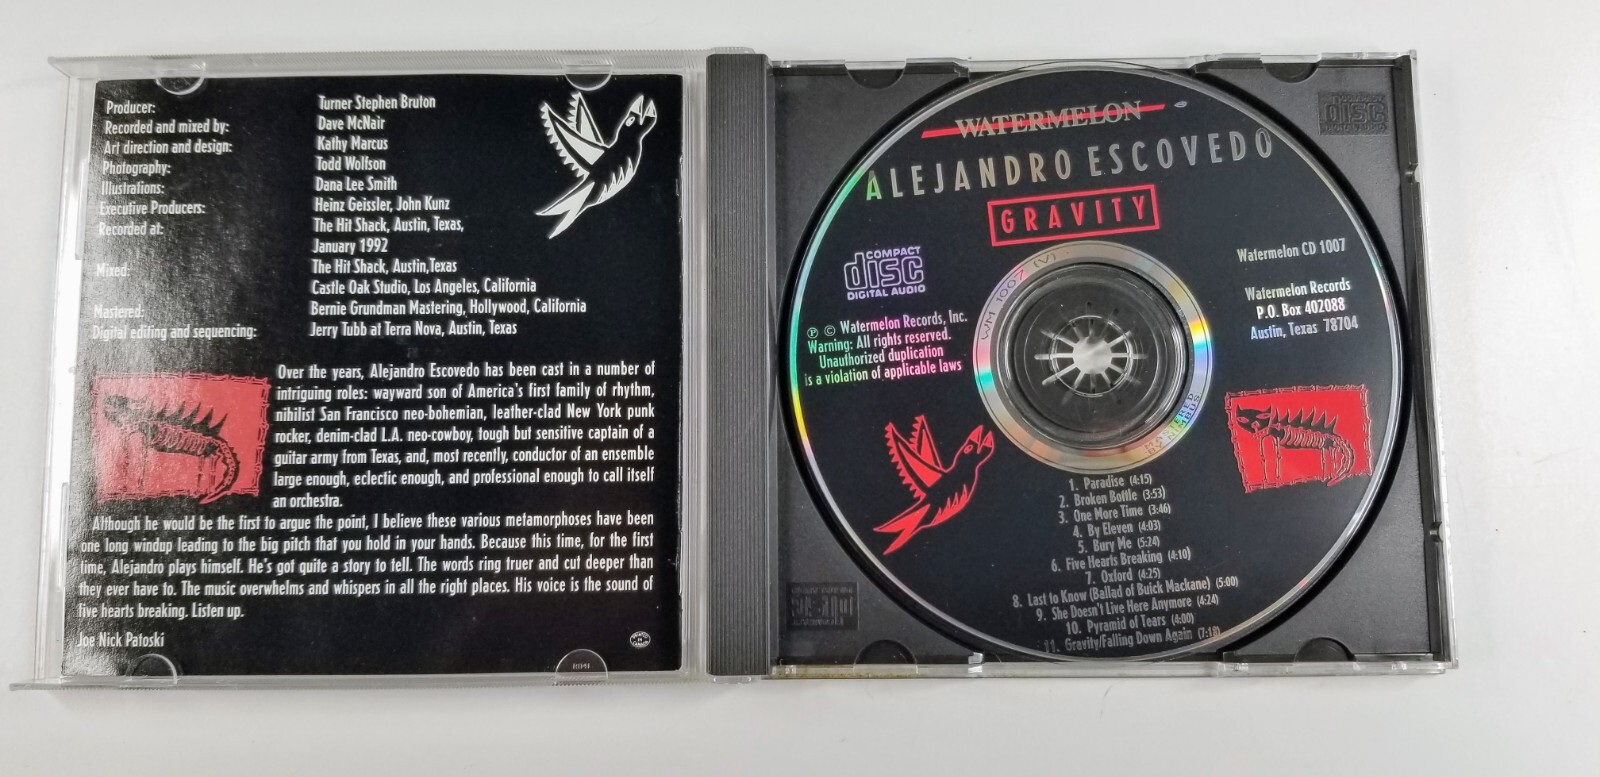 Producer: Turner Stephen Bruton
Recorded and mixed by: Dave McNair
Art direction and design: Kathy Marcus
Photography: Todd Wollson
Illustrations: Dana Lee Smith
Executive Producers: Heinz Geissler, John Kunz
Recorded at: The Hit Shack, Austin, Texas,
January 1992
Mixed: The Hit Shack, Austin,Texas
Castle Oak Studio, Los Angeles, California
Mastered: Bernie Grundman Mastering, Hollywood, California
Digital editing and sequencing: Jerry Tubb at Terra Nova, Austin, Texas
Over the years, Alejandro Escovedo has been cast in a number of
intriguing roles: wayward son of America's first family of rhythm,
nihilist San Francisco neo-bohemian, leather-clad New York punk
rocker, denim-clad L.A. neo-cowboy, tough but sensitive captain of a
guitar army from Texas, and, most recently, conductor of an ensemble
large enough, eclectic enough, and professional enough to call itself
an orchestra.
Although he would be the first to argue the point, I believe these various metamorphoses have been
one long windup leading to the big pitch that you hold in your hands. Because this time, for the first
time, Alejandro plays himself. He's got quite a story to tell. The words ring truer and cut deeper than
they ever have to. The music overwhelms and whispers in all the right places. His voice is the sound of
five hearts breaking. Listen up.
Joe Nick Patoski
WATERMELON
ALEJANDRO ESCOVEDO
GRAVITY
COMPACT
disc
DIGITAL AUDIO
Ⓟ © Watermelon Records, Inc.
Warning: All rights reserved.
Unauthorized duplication
is a violation of applicable laws
Watermelon CD 1007
Watermelon Records
P.O. Box 402088
Austin, Texas 78704
WM 1007 (V)
MASTERED
BY NIMBUS
1. Paradise (4:15)
2. Broken Bottle (3:53)
3. One More Time (3:46)
4. By Eleven (4:03)
5. Bury Me (5:24)
6. Five Hearts Breaking (4:10)
7. Oxford (4:25)
8. Last to Know (Ballad of Buick Mackane) (5:00)
9. She Doesn't Live Here Anymore (4:24)
10. Pyramid of Tears (4:00)
11. Gravity/Falling Down Again (7:18)
disc